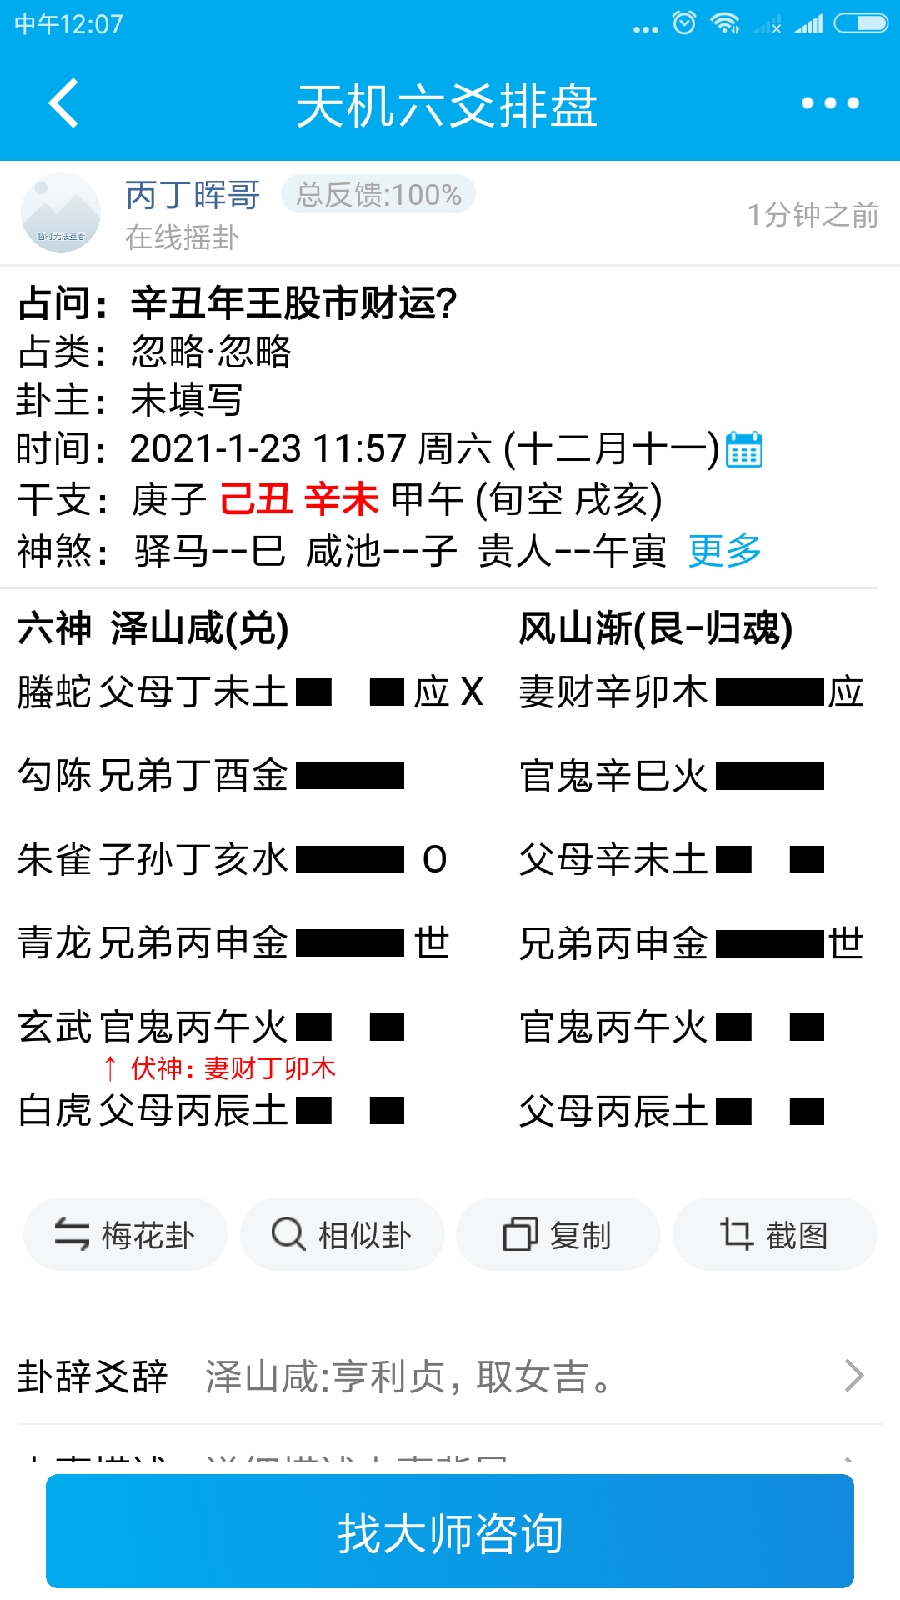 中午12:07
天机六爻排盘
丙丁晖哥 总反馈:100%
在线摇卦
1分钟之前
占问：辛丑年王股市财运?
占类：忽略·忽略
卦主：未填写
时间：2021-1-23 11:57 周六 (十二月十一)
干支：庚子 己丑 辛未 甲午 (旬空 戌亥)
神煞：驿马--巳 咸池--子 贵人--午寅 更多
六神 泽山咸(兑) 风山渐(艮-归魂)
螣蛇 父母丁未土 应 X 妻财辛卯木 应
勾陈 兄弟丁酉金 官鬼辛巳火
朱雀 子孙丁亥水 O 父母辛未土
青龙 兄弟丙申金 世 兄弟丙申金 世
玄武 官鬼丙午火 官鬼丙午火
↑ 伏神：妻财丁卯木
白虎 父母丙辰土 父母丙辰土
梅花卦 相似卦 复制 截图
卦辞爻辞 泽山咸:亨利贞，取女吉。
找大师咨询